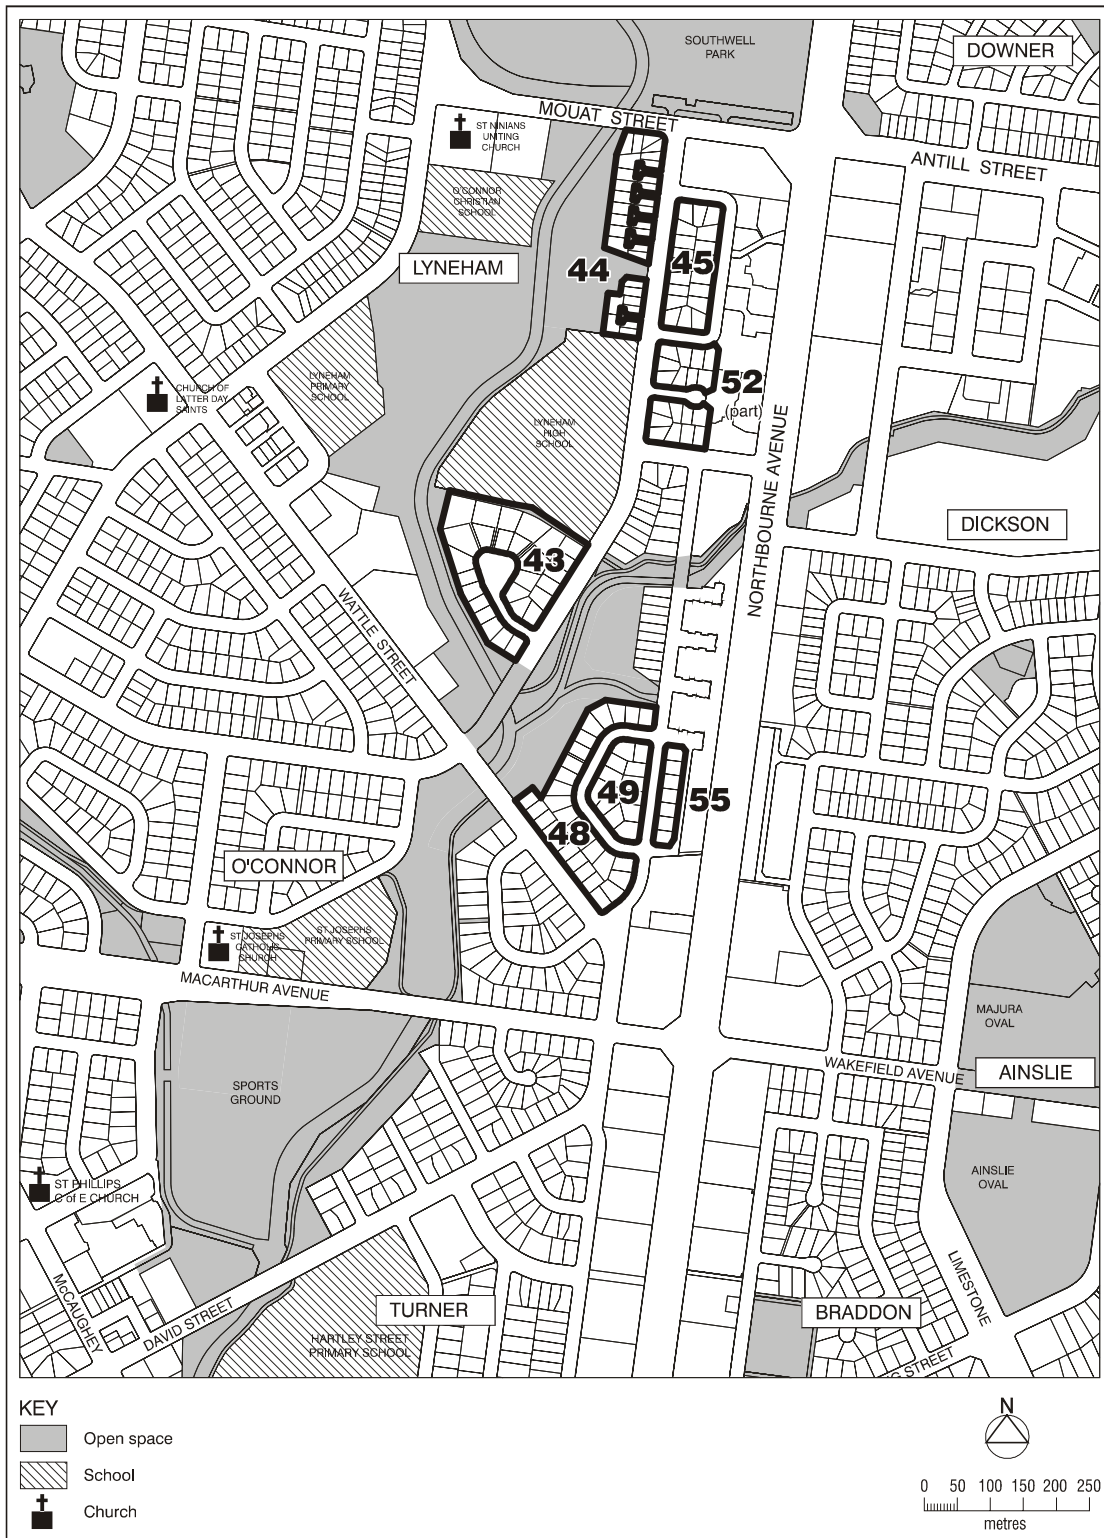 SOUTHWELL
PARK
DOWNER
MOUAT STREET
ST NINIANS
UNITING
CHURCH
ANTILL STREET
O'CONNOR
CHRISTIAN
SCHOOL
LYNEHAM
44
45
LYNEHAM
PRIMARY
SCHOOL
CHURCH OF
LATTER DAY
SAINTS
52
(part)
LYNEHAM
HIGH
SCHOOL
NORTHBOURNE AVENUE
DICKSON
43
WATTLE STREET
49
55
48
O'CONNOR
ST JOSEPHS
CATHOLIC
CHURCH
ST JOSEPHS
PRIMARY SCHOOL
MACARTHUR AVENUE
MAJURA
OVAL
WAKEFIELD AVENUE
AINSLIE
SPORTS
GROUND
AINSLIE
OVAL
ST PHILLIPS
C of E CHURCH
McCAUGHEY
DAVID STREET
TURNER
HARTLEY STREET
PRIMARY SCHOOL
BRADDON
LIMESTONE
G STREET
KEY
Open space
School
Church
N
0 50 100 150 200 250
metres